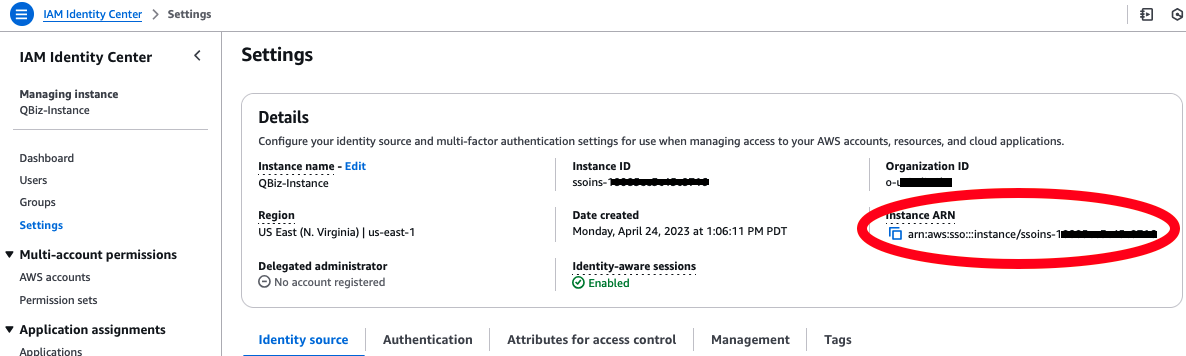 IAM Identity Center > Settings
IAM Identity Center
Managing instance
QBiz-Instance
Dashboard
Users
Groups
Settings
Multi-account permissions
AWS accounts
Permission sets
Application assignments
Applications
Settings
Details
Configure your identity source and multi-factor authentication settings for use when managing access to your AWS accounts, resources, and cloud applications.
Instance name - Edit
QBiz-Instance
Instance ID
ssoins-
Organization ID
o-
Region
US East (N. Virginia) | us-east-1
Date created
Monday, April 24, 2023 at 1:06:11 PM PDT
Instance ARN
arn:aws:sso:::instance/ssoins-1
Delegated administrator
No account registered
Identity-aware sessions
Enabled
Identity source
Authentication
Attributes for access control
Management
Tags